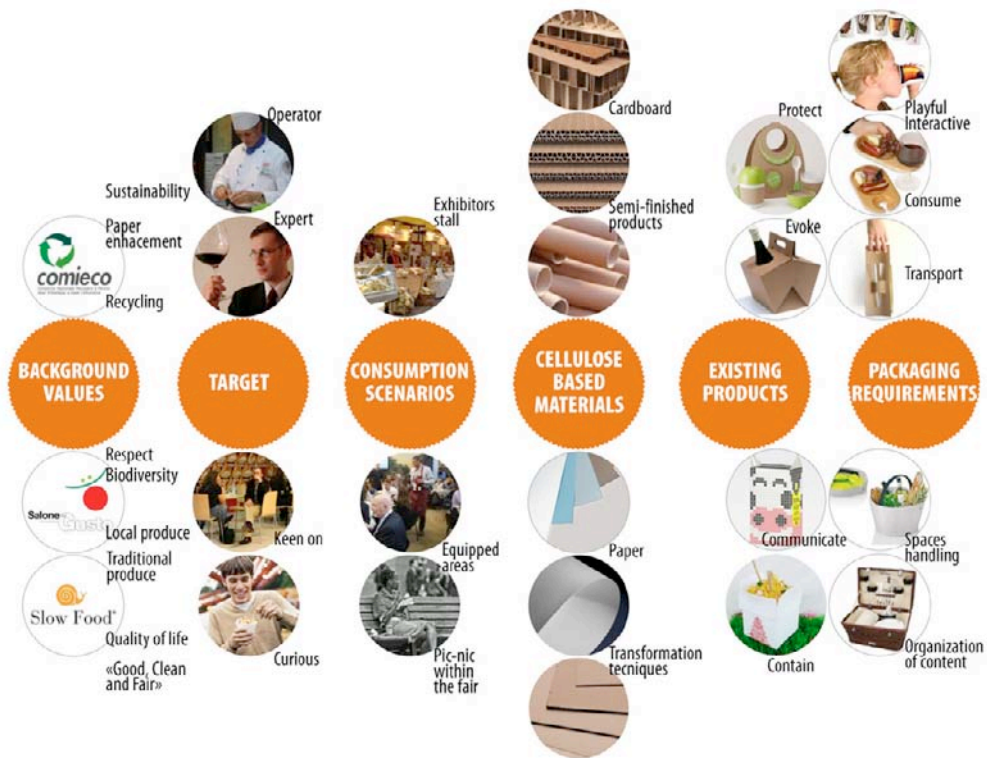 Cardboard
Operator
Protect
Playful
Interactive
Sustainability
Exhibitors
stall
Semi-finished
products
Consume
Paper
enhacement
Expert
Evoke
comieco
Recycling
Transport
BACKGROUND
VALUES
TARGET
CONSUMPTION
SCENARIOS
CELLULOSE
BASED
MATERIALS
EXISTING
PRODUCTS
PACKAGING
REQUIREMENTS
Respect
Biodiversity
Salone
Gusto
Local produce
Keen on
Equipped
areas
Paper
Communicate
Spaces
handling
Traditional
produce
Slow Food®
Quality of life
«Good, Clean
and Fair»
Curious
Pic-nic
within
the fair
Transformation
tecniques
Contain
Organization
of content